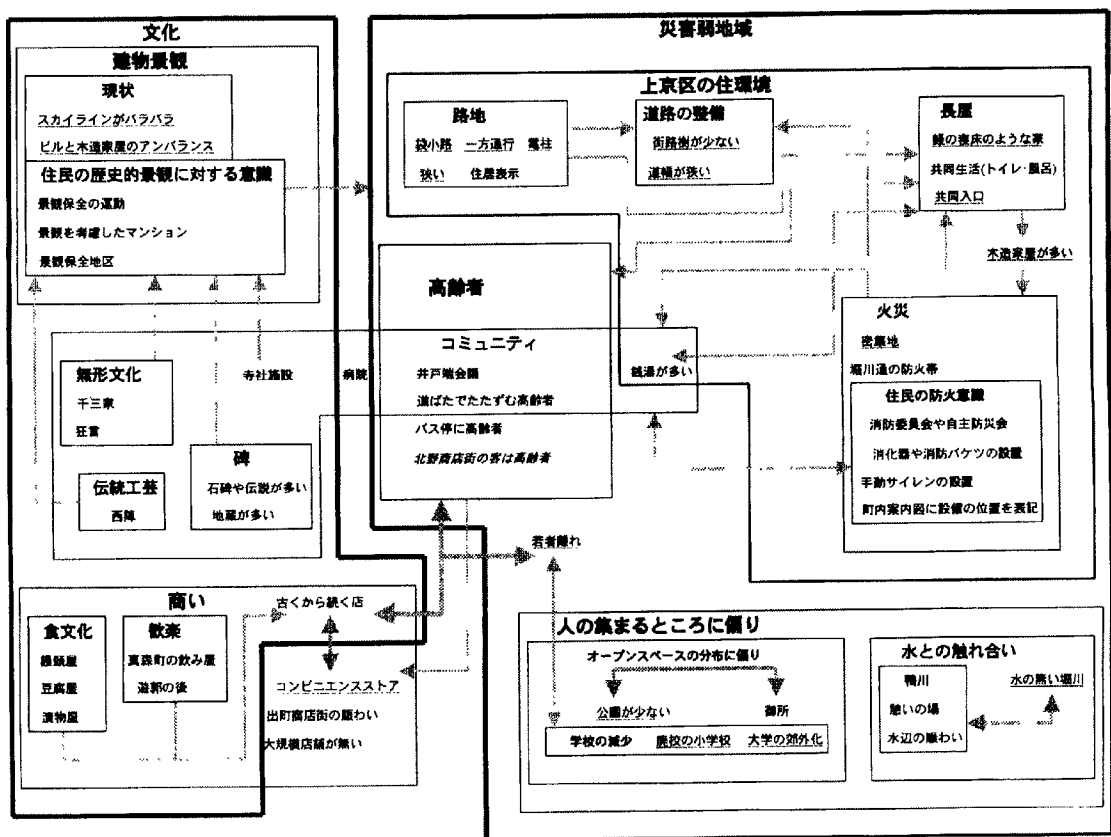 文化
建物景観
現状
スカイラインがバラバラ
ビルと木造家屋のアンバランス
住民の歴史的景観に対する意識
景観保全の運動
景観を考慮したマンション
景観保全地区
無形文化
千三家
狂言
寺社施設
病院
伝統工芸
西陣
碑
石碑や伝説が多い
地蔵が多い
商い
食文化
饅頭屋
豆腐屋
漬物屋
歓楽
真盛町の飲み屋
遊郭の後
古くから続く店
コンビニエンスストア
出町商店街の賑わい
大規模店舗が無い
災害弱地域
上京区の住環境
路地
袋小路 一方通行 電柱
狭い 住居表示
道路の整備
街路樹が少ない
道幅が狭い
長屋
鰻の寝床のような家
共同生活(トイレ・風呂)
共同入口
木造家屋が多い
高齢者
コミュニティ
井戸端会議
道ばたでたたずむ高齢者
バス停に高齢者
北野商店街の客は高齢者
銭湯が多い
火災
密集地
堀川通の防火帯
住民の防火意識
消防委員会や自主防災会
消化器や消防バケツの設置
手動サイレンの設置
町内案内図に設備の位置を表記
若者離れ
人の集まるところに偏り
オープンスペースの分布に偏り
公園が少ない 御所
学校の減少 廃校の小学校 大学の郊外化
水との触れ合い
鴨川
憩いの場
水辺の賑わい
水の無い堀川